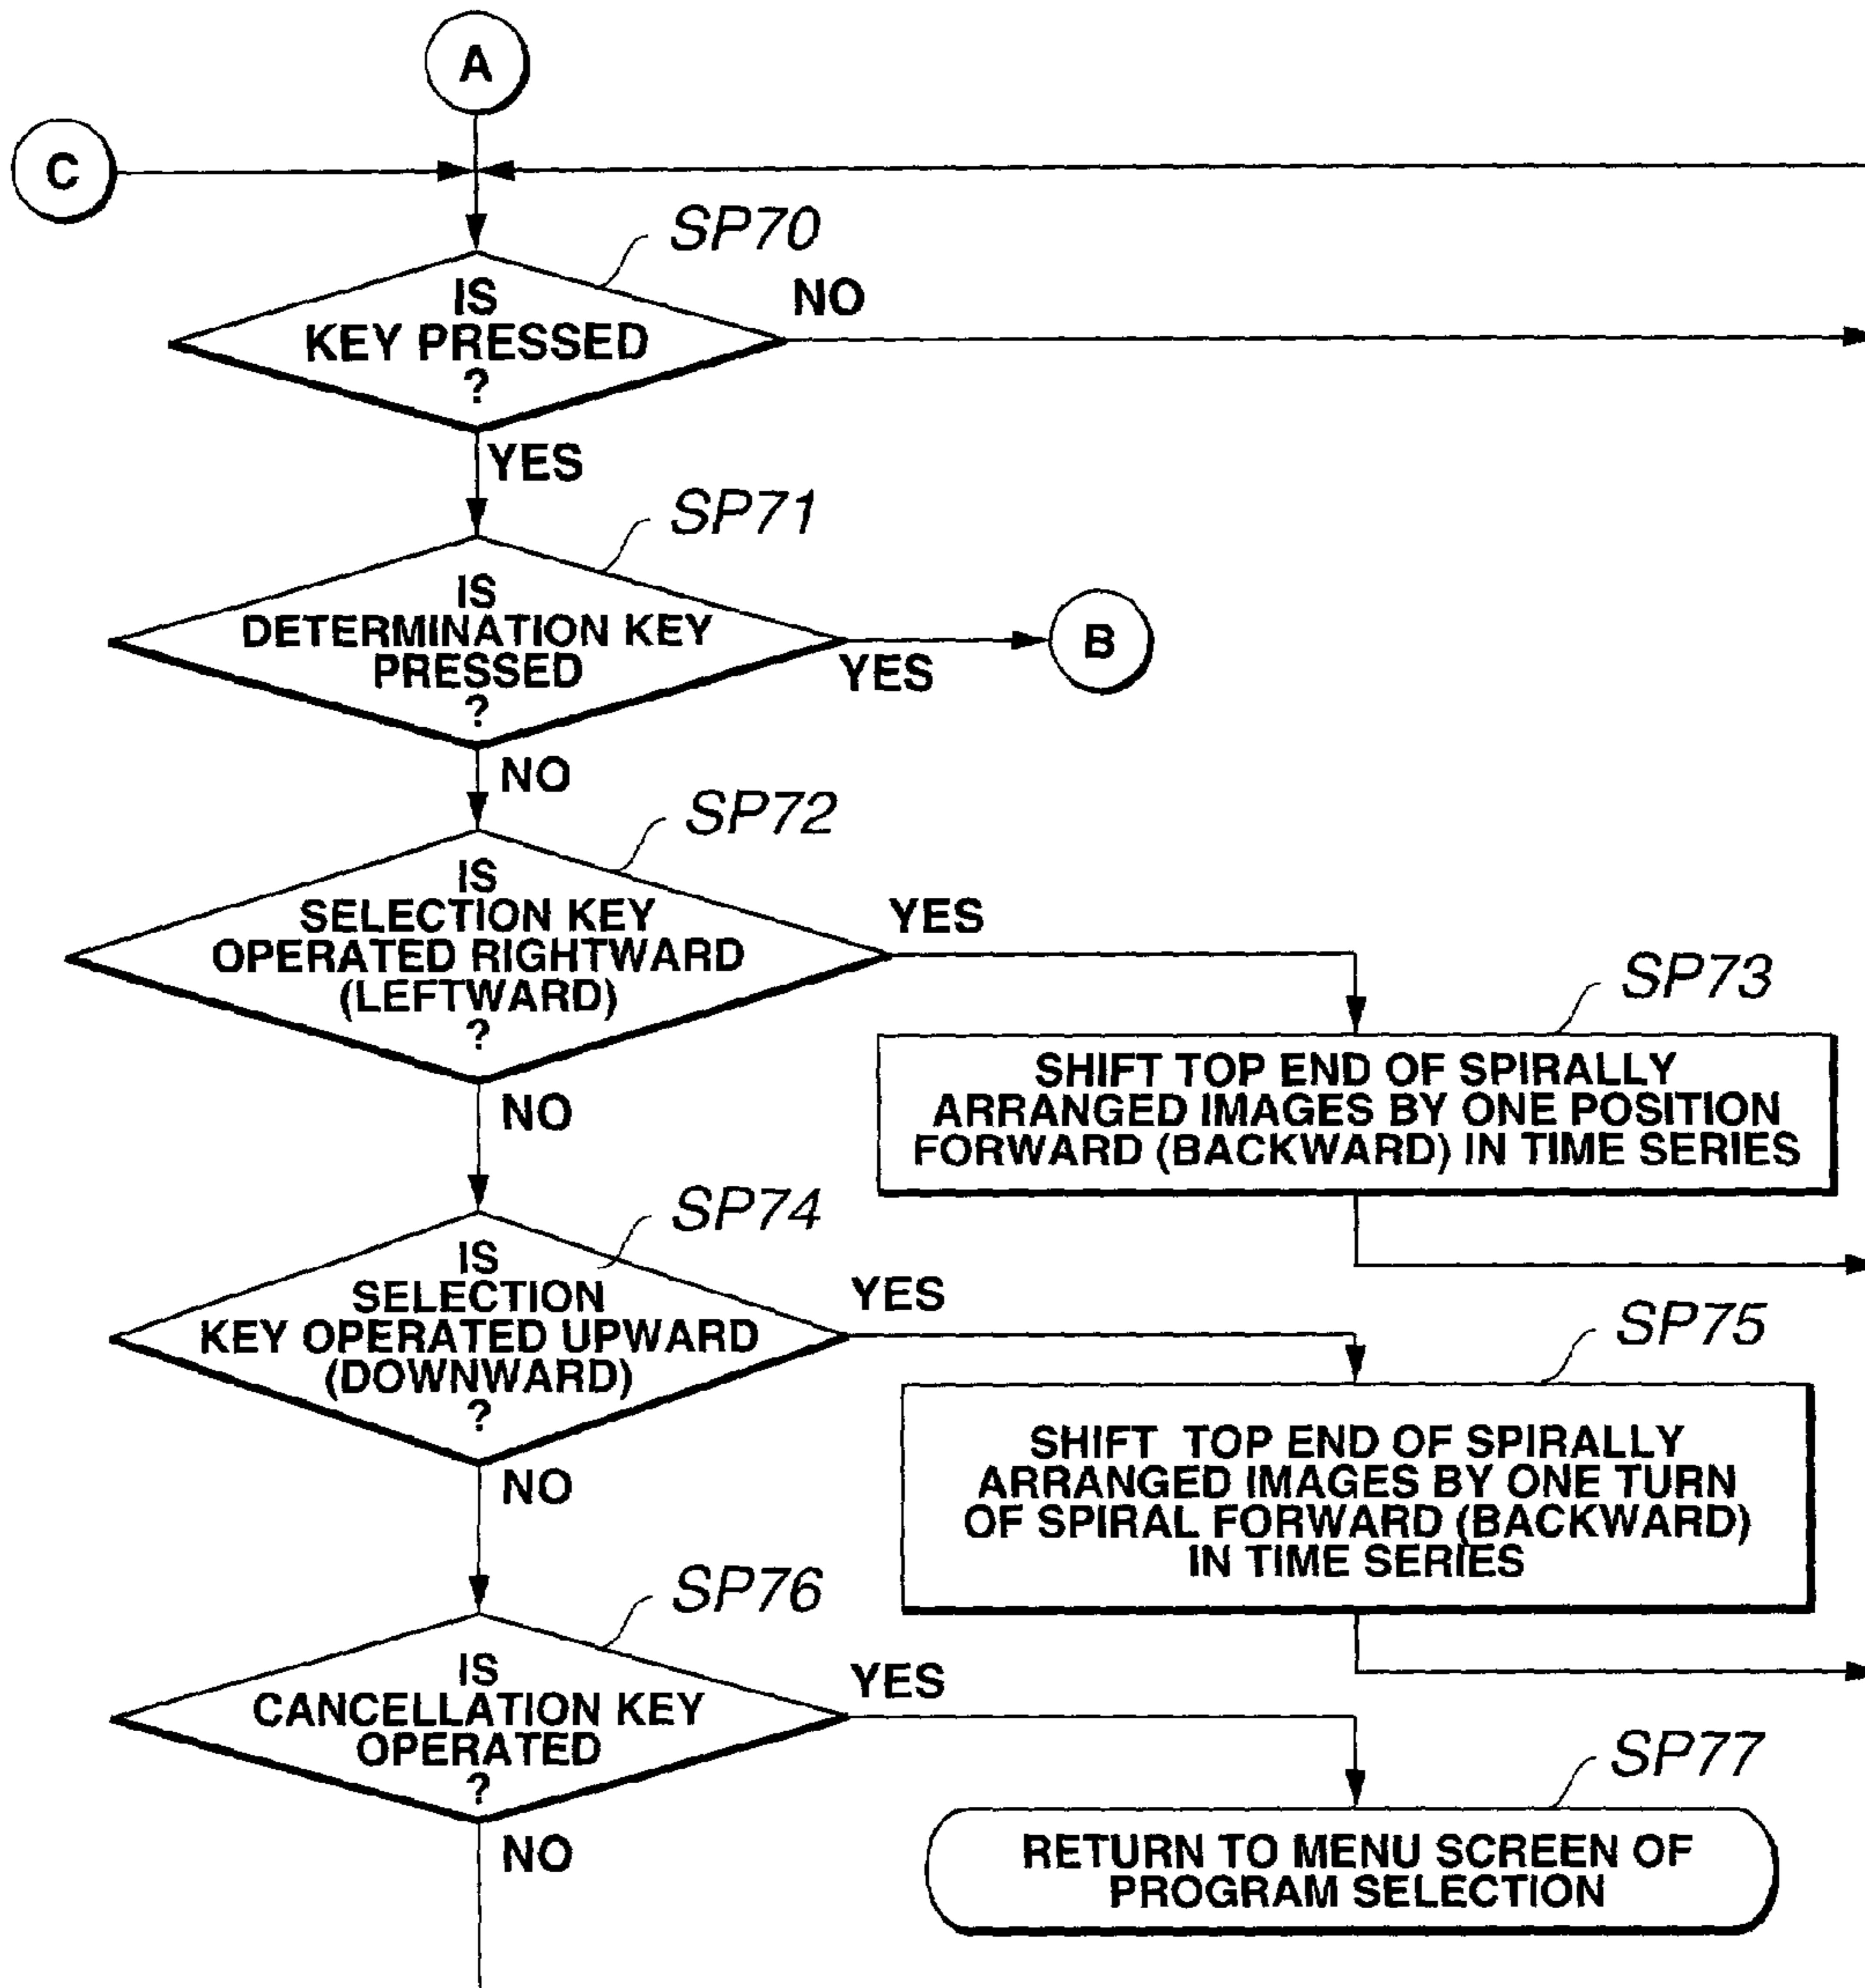 A
C
SP70
IS
KEY PRESSED
?
NO
YES
SP71
IS
DETERMINATION KEY
PRESSED
?
YES
B
NO
SP72
IS
SELECTION KEY
OPERATED RIGHTWARD
(LEFTWARD)
?
YES
SP73
SHIFT TOP END OF SPIRALLY
ARRANGED IMAGES BY ONE POSITION
FORWARD (BACKWARD) IN TIME SERIES
NO
SP74
IS
SELECTION
KEY OPERATED UPWARD
(DOWNWARD)
?
YES
SP75
SHIFT TOP END OF SPIRALLY
ARRANGED IMAGES BY ONE TURN
OF SPIRAL FORWARD (BACKWARD)
IN TIME SERIES
NO
SP76
IS
CANCELLATION KEY
OPERATED
?
YES
SP77
RETURN TO MENU SCREEN OF
PROGRAM SELECTION
NO